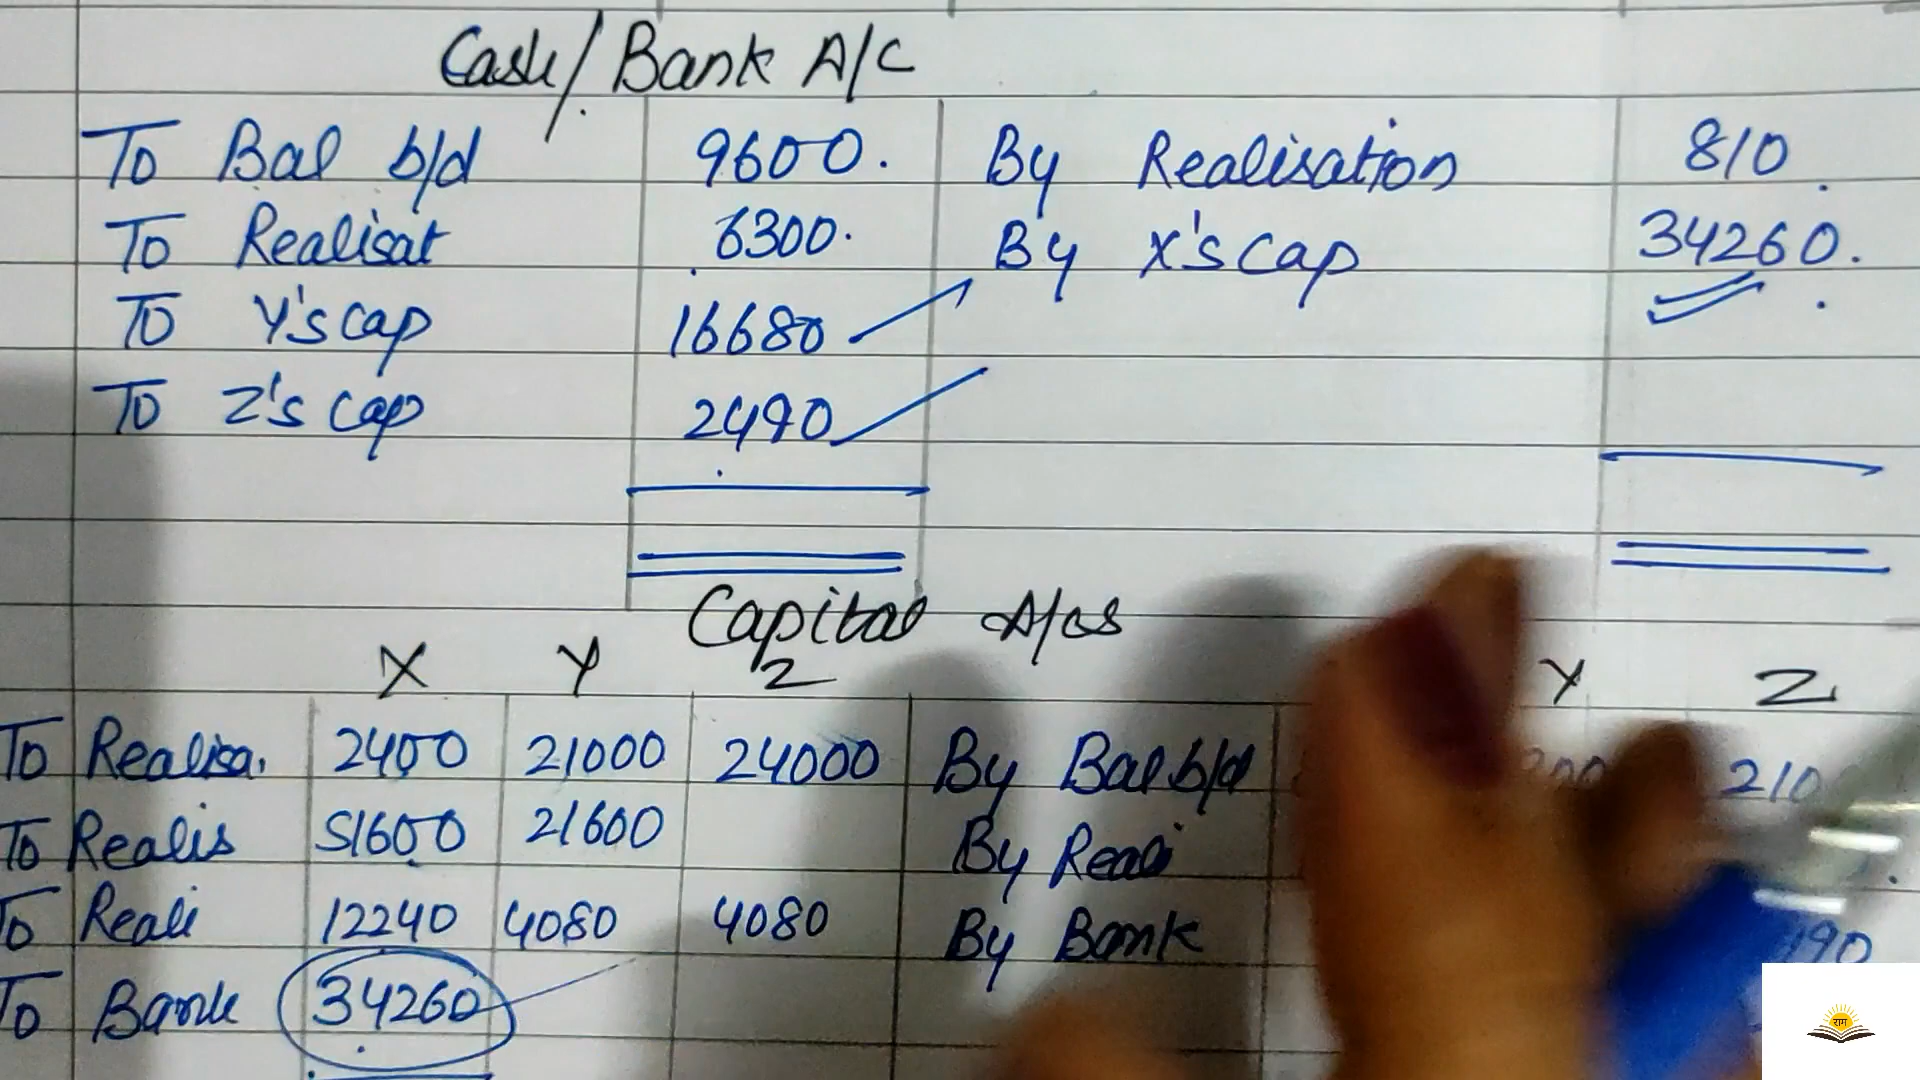 Cash/Bank A/C
To Bal b/d 9600. By Realisation 810
To Realisat 6300. By X's Cap 34260.
To Y's Cap 16680
To Z's Cap 2490
Capital A/cs
X Y Z Y Z
To Realisa. 2400 21000 24000 By Bal b/d
To Realis 51600 21600 By Reali
To Reali 12240 4080 4080 By Bank
To Bank 34260
राम